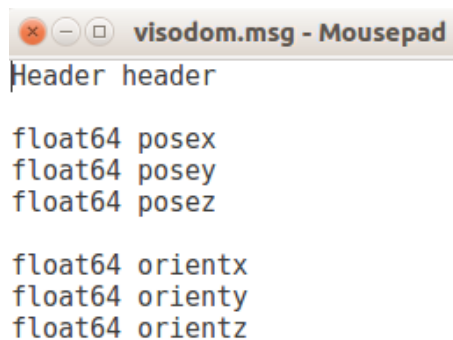 visodom.msg - Mousepad
Header header
float64 posex
float64 posey
float64 posez
float64 orientx
float64 orienty
float64 orientz